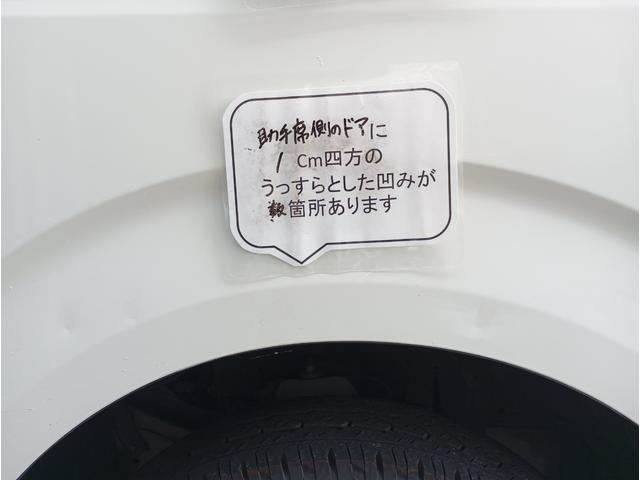 助手席側のドアに
1 Cm四方の
うっすらとした凹みが
数箇所あります